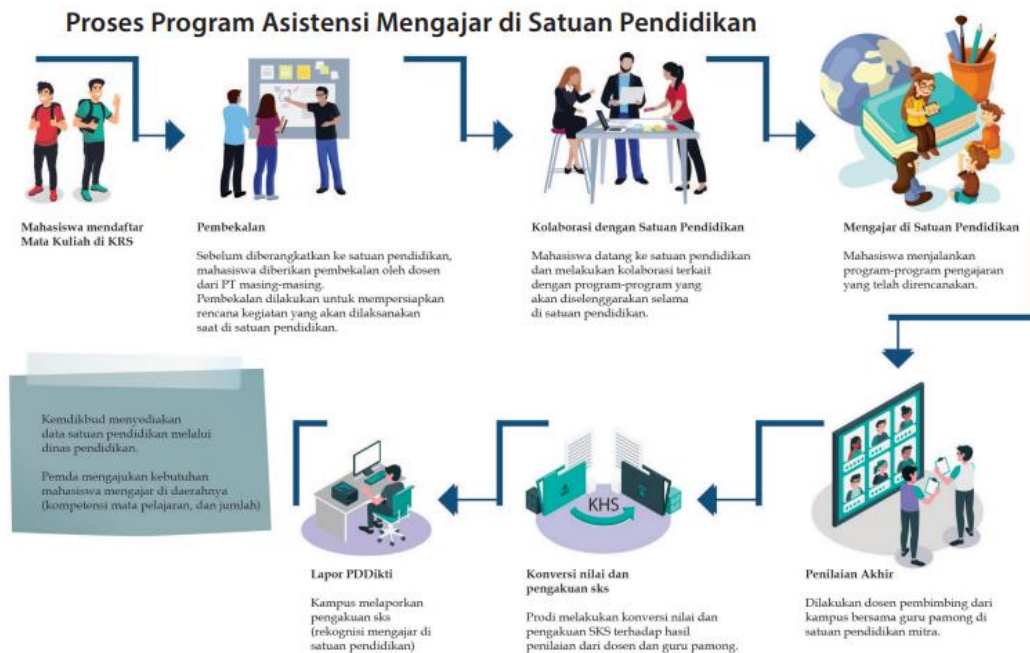 Proses Program Asistensi Mengajar di Satuan Pendidikan
Mahasiswa mendaftar
Mata Kuliah di KRS
Pembekalan
Sebelum diberangkatkan ke satuan pendidikan,
mahasiswa diberikan pembekalan oleh dosen
dari PT masing-masing.
Pembekalan dilakukan untuk mempersiapkan
rencana kegiatan yang akan dilaksanakan
saat di satuan pendidikan.
Kolaborasi dengan Satuan Pendidikan
Mahasiswa datang ke satuan pendidikan
dan melakukan kolaborasi terkait
dengan program-program yang
akan diselenggarakan selama
di satuan pendidikan.
Mengajar di Satuan Pendidikan
Mahasiswa menjalankan
program-program pengajaran
yang telah direncanakan.
Kemdikbud menyediakan
data satuan pendidikan melalui
dinas pendidikan.
Pemda mengajukan kebutuhan
mahasiswa mengajar di daerahnya
(kompetensi mata pelajaran, dan jumlah)
Lapor PDDikti
Kampus melaporkan
pengakuan sks
(rekognisi mengajar di
satuan pendidikan)
KHS
Konversi nilai dan
pengakuan sks
Prodi melakukan konversi nilai dan
pengakuan SKS terhadap hasil
penilaian dari dosen dan guru pamong.
Penilaian Akhir
Dilakukan dosen pembimbing dari
kampus bersama guru pamong di
satuan pendidikan mitra.